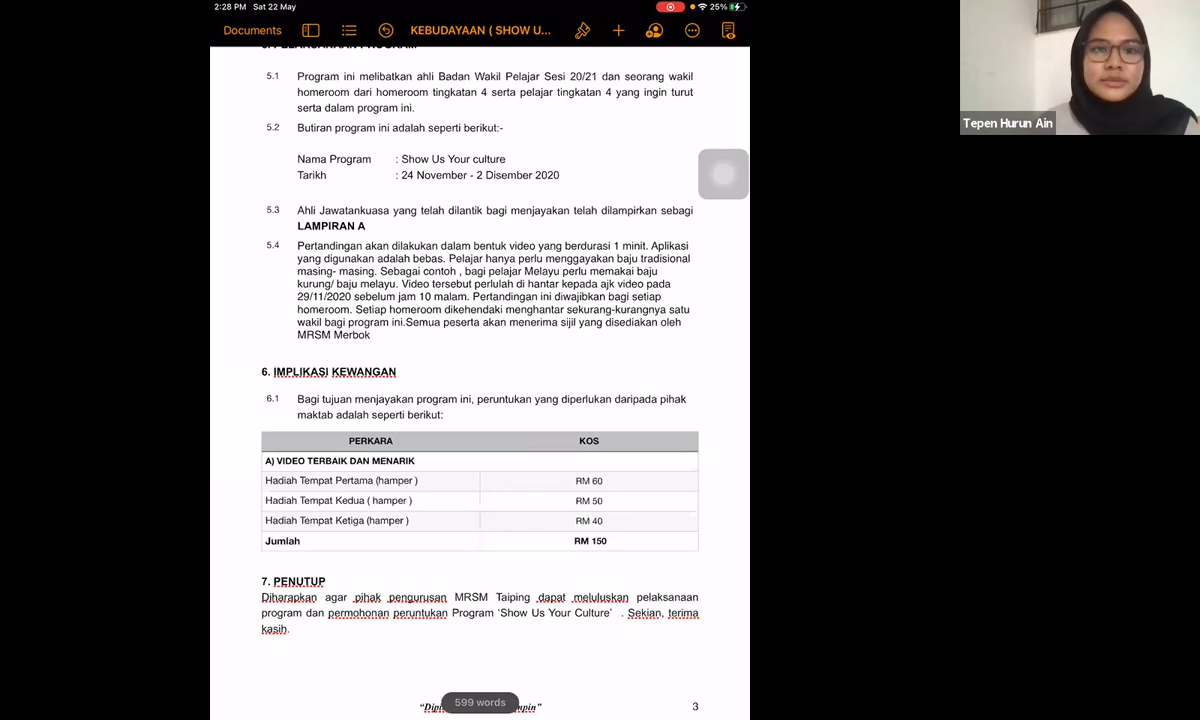 2:28 PM Sat 22 May
25%
Documents
KEBUDAYAAN ( SHOW U...
5.1 Program ini melibatkan ahli Badan Wakil Pelajar Sesi 20/21 dan seorang wakil
homeroom dari homeroom tingkatan 4 serta pelajar tingkatan 4 yang ingin turut
serta dalam program ini.
5.2 Butiran program ini adalah seperti berikut:-
Nama Program : Show Us Your culture
Tarikh : 24 November - 2 Disember 2020
5.3 Ahli Jawatankuasa yang telah dilantik bagi menjayakan telah dilampirkan sebagi
LAMPIRAN A
5.4 Pertandingan akan dilakukan dalam bentuk video yang berdurasi 1 minit. Aplikasi
yang digunakan adalah bebas. Pelajar hanya perlu menggayakan baju tradisional
masing- masing. Sebagai contoh , bagi pelajar Melayu perlu memakai baju
kurung/ baju melayu. Video tersebut perlulah di hantar kepada ajk video pada
29/11/2020 sebelum jam 10 malam. Pertandingan ini diwajibkan bagi setiap
homeroom. Setiap homeroom dikehendaki menghantar sekurang-kurangnya satu
wakil bagi program ini.Semua peserta akan menerima sijil yang disediakan oleh
MRSM Merbok
6. IMPLIKASI KEWANGAN
6.1 Bagi tujuan menjayakan program ini, peruntukan yang diperlukan daripada pihak
maktab adalah seperti berikut:
PERKARA KOS
A) VIDEO TERBAIK DAN MENARIK
Hadiah Tempat Pertama (hamper ) RM 60
Hadiah Tempat Kedua ( hamper ) RM 50
Hadiah Tempat Ketiga (hamper ) RM 40
Jumlah RM 150
7. PENUTUP
Diharapkan agar pihak pengurusan MRSM Taiping dapat meluluskan pelaksanaan
program dan permohonan peruntukan Program ‘Show Us Your Culture’ . Sekian, terima
kasih.
599 words
3
Tepen Hurun Ain